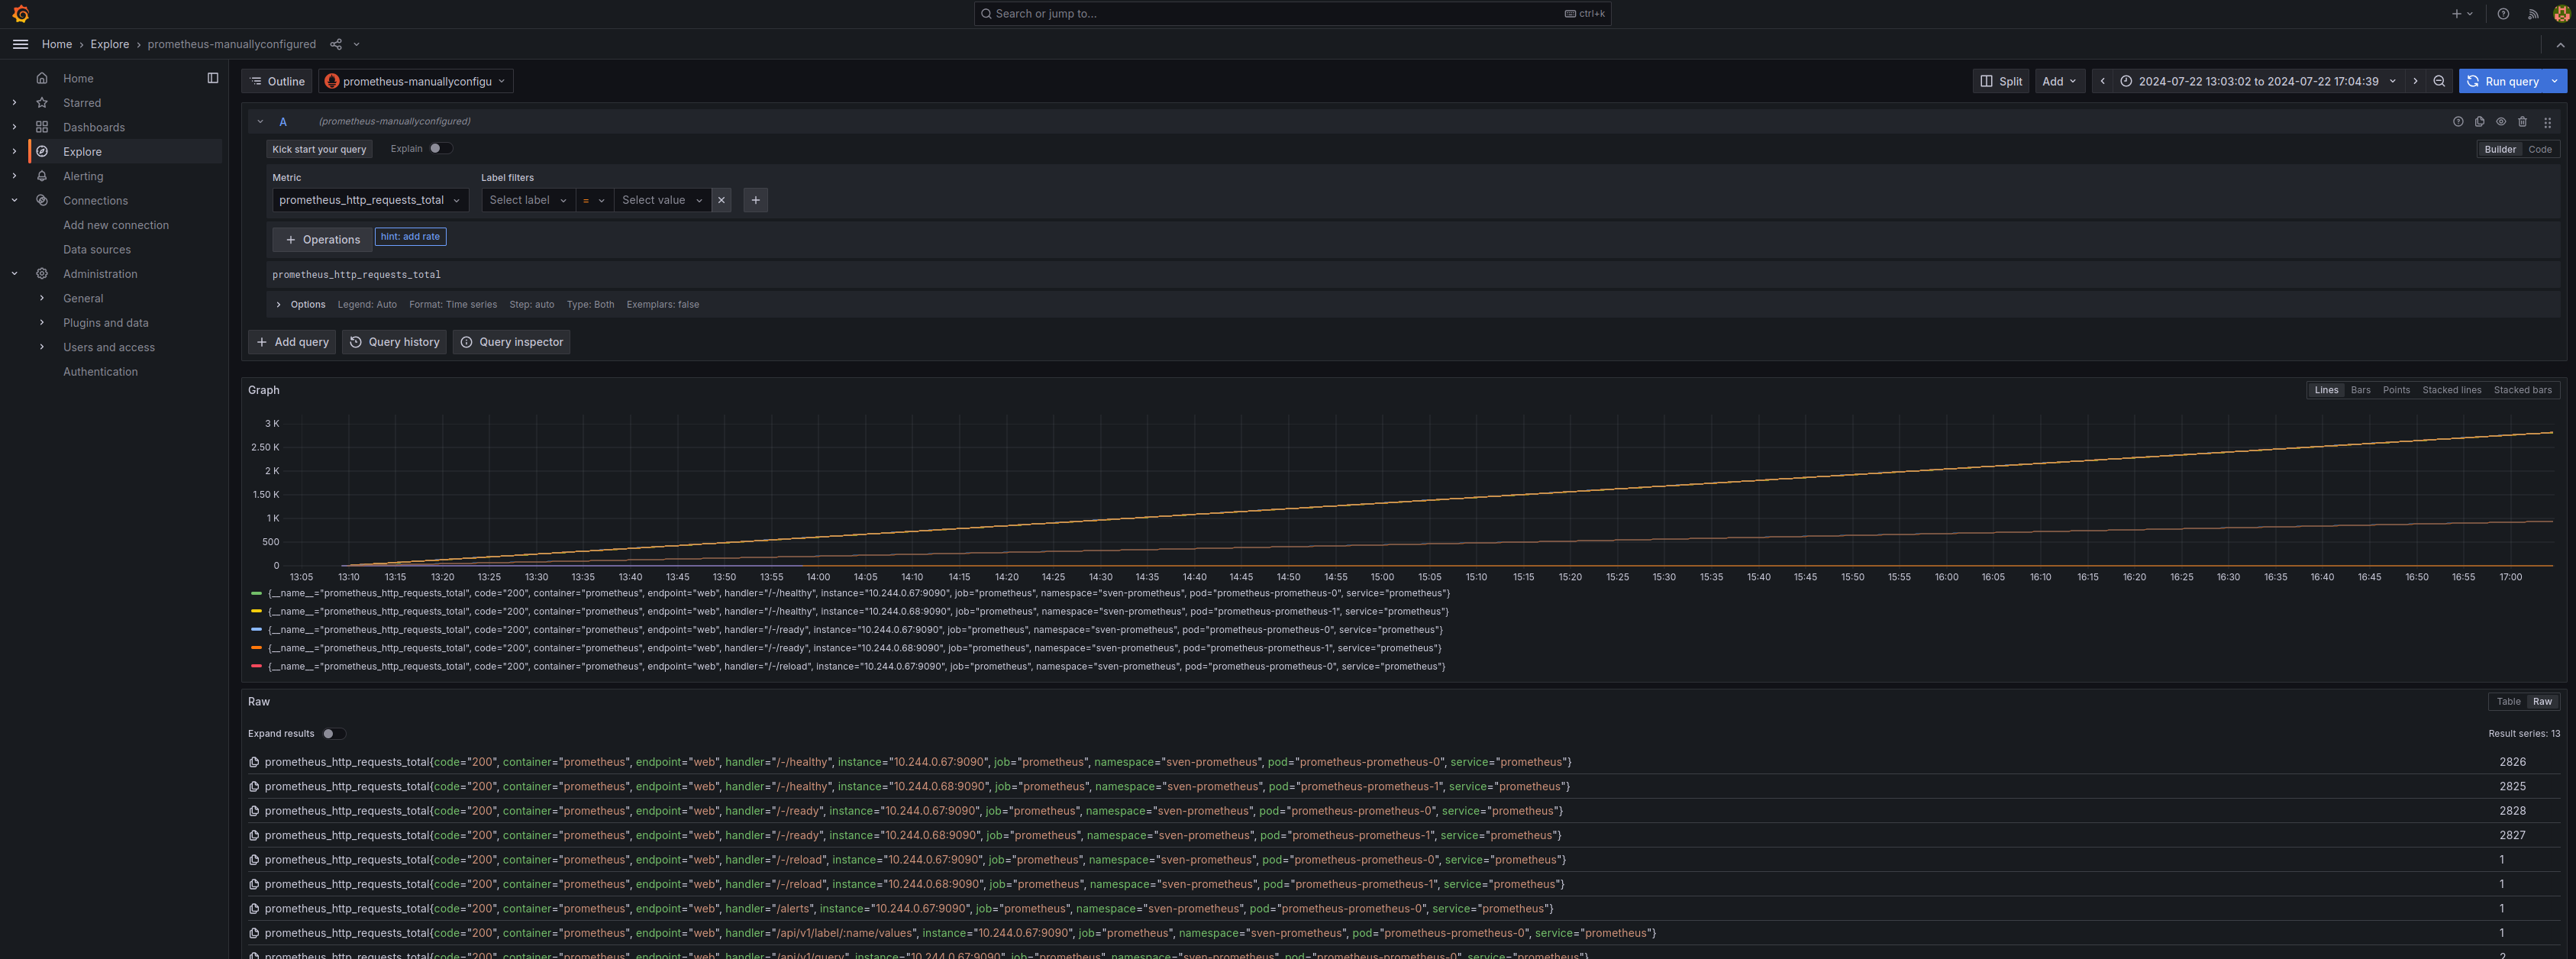 Search or jump to... ctrl+k
Home › Explore › prometheus-manuallyconfigured
Home
Starred
Dashboards
Explore
Alerting
Connections
Add new connection
Data sources
Administration
General
Plugins and data
Users and access
Authentication
Outline prometheus-manuallyconfigu Split Add 2024-07-22 13:03:02 to 2024-07-22 17:04:39 Run query
A (prometheus-manuallyconfigured)
Kick start your query Explain Builder Code
Metric Label filters
prometheus_http_requests_total Select label = Select value
+ Operations hint: add rate
prometheus_http_requests_total
Options Legend: Auto Format: Time series Step: auto Type: Both Exemplars: false
+ Add query Query history Query inspector
Graph Lines Bars Points Stacked lines Stacked bars
3 K
2.50 K
2 K
1.50 K
1 K
500
0
13:05 13:10 13:15 13:20 13:25 13:30 13:35 13:40 13:45 13:50 13:55 14:00 14:05 14:10 14:15 14:20 14:25 14:30 14:35 14:40 14:45 14:50 14:55 15:00 15:05 15:10 15:15 15:20 15:25 15:30 15:35 15:40 15:45 15:50 15:55 16:00 16:05 16:10 16:15 16:20 16:25 16:30 16:35 16:40 16:45 16:50 16:55 17:00
{__name__="prometheus_http_requests_total", code="200", container="prometheus", endpoint="web", handler="/-/healthy", instance="10.244.0.67:9090", job="prometheus", namespace="sven-prometheus", pod="prometheus-prometheus-0", service="prometheus"}
{__name__="prometheus_http_requests_total", code="200", container="prometheus", endpoint="web", handler="/-/healthy", instance="10.244.0.68:9090", job="prometheus", namespace="sven-prometheus", pod="prometheus-prometheus-1", service="prometheus"}
{__name__="prometheus_http_requests_total", code="200", container="prometheus", endpoint="web", handler="/-/ready", instance="10.244.0.67:9090", job="prometheus", namespace="sven-prometheus", pod="prometheus-prometheus-0", service="prometheus"}
{__name__="prometheus_http_requests_total", code="200", container="prometheus", endpoint="web", handler="/-/ready", instance="10.244.0.68:9090", job="prometheus", namespace="sven-prometheus", pod="prometheus-prometheus-1", service="prometheus"}
{__name__="prometheus_http_requests_total", code="200", container="prometheus", endpoint="web", handler="/-/reload", instance="10.244.0.67:9090", job="prometheus", namespace="sven-prometheus", pod="prometheus-prometheus-0", service="prometheus"}
Raw Table Raw
Expand results Result series: 13
prometheus_http_requests_total{code="200", container="prometheus", endpoint="web", handler="/-/healthy", instance="10.244.0.67:9090", job="prometheus", namespace="sven-prometheus", pod="prometheus-prometheus-0", service="prometheus"} 2826
prometheus_http_requests_total{code="200", container="prometheus", endpoint="web", handler="/-/healthy", instance="10.244.0.68:9090", job="prometheus", namespace="sven-prometheus", pod="prometheus-prometheus-1", service="prometheus"} 2825
prometheus_http_requests_total{code="200", container="prometheus", endpoint="web", handler="/-/ready", instance="10.244.0.67:9090", job="prometheus", namespace="sven-prometheus", pod="prometheus-prometheus-0", service="prometheus"} 2828
prometheus_http_requests_total{code="200", container="prometheus", endpoint="web", handler="/-/ready", instance="10.244.0.68:9090", job="prometheus", namespace="sven-prometheus", pod="prometheus-prometheus-1", service="prometheus"} 2827
prometheus_http_requests_total{code="200", container="prometheus", endpoint="web", handler="/-/reload", instance="10.244.0.67:9090", job="prometheus", namespace="sven-prometheus", pod="prometheus-prometheus-0", service="prometheus"} 1
prometheus_http_requests_total{code="200", container="prometheus", endpoint="web", handler="/-/reload", instance="10.244.0.68:9090", job="prometheus", namespace="sven-prometheus", pod="prometheus-prometheus-1", service="prometheus"} 1
prometheus_http_requests_total{code="200", container="prometheus", endpoint="web", handler="/alerts", instance="10.244.0.67:9090", job="prometheus", namespace="sven-prometheus", pod="prometheus-prometheus-0", service="prometheus"} 1
prometheus_http_requests_total{code="200", container="prometheus", endpoint="web", handler="/api/v1/label/:name/values", instance="10.244.0.67:9090", job="prometheus", namespace="sven-prometheus", pod="prometheus-prometheus-0", service="prometheus"} 1
prometheus_http_requests_total{code="200", container="prometheus", endpoint="web", handler="/api/v1/query", instance="10.244.0.67:9090", job="prometheus", namespace="sven-prometheus", pod="prometheus-prometheus-0", service="prometheus"} 2